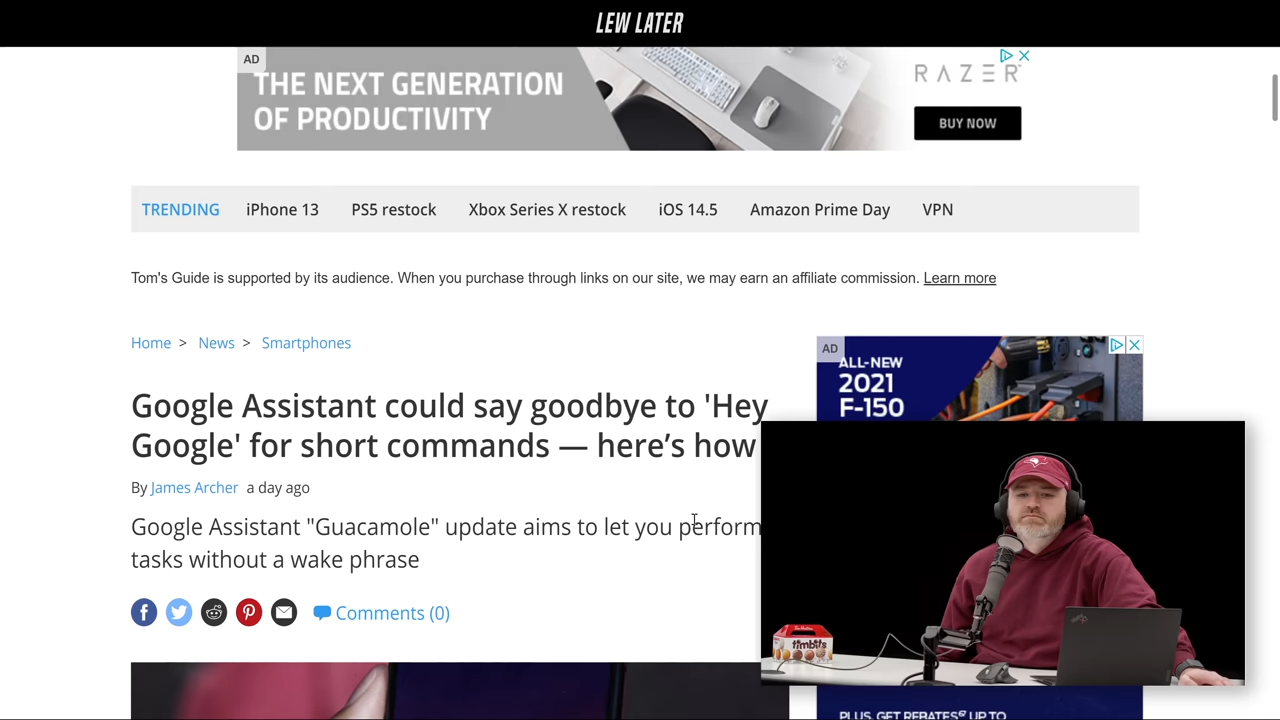 LEW LATER
AD
THE NEXT GENERATION
OF PRODUCTIVITY
RAZER
BUY NOW
TRENDING iPhone 13 PS5 restock Xbox Series X restock iOS 14.5 Amazon Prime Day VPN
Tom's Guide is supported by its audience. When you purchase through links on our site, we may earn an affiliate commission. Learn more
Home > News > Smartphones
Google Assistant could say goodbye to 'Hey
Google' for short commands — here’s how
By James Archer a day ago
Google Assistant "Guacamole" update aims to let you perform
tasks without a wake phrase
Comments (0)
AD
ALL-NEW
2021
F-150
timbits
PLUS, GET REBATES UP TO